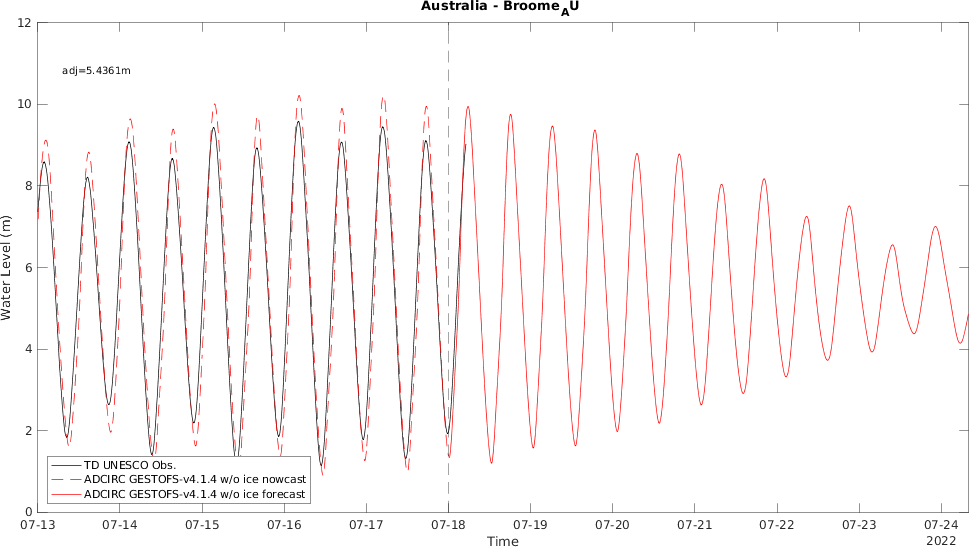 Australia - Broome_AU
12
10
8
6
4
2
0
Water Level (m)
adj=5.4361m
TD UNESCO Obs.
ADCIRC GESTOFS-v4.1.4 w/o ice nowcast
ADCIRC GESTOFS-v4.1.4 w/o ice forecast
07-13 07-14 07-15 07-16 07-17 07-18 07-19 07-20 07-21 07-22 07-23 07-24
Time
2022